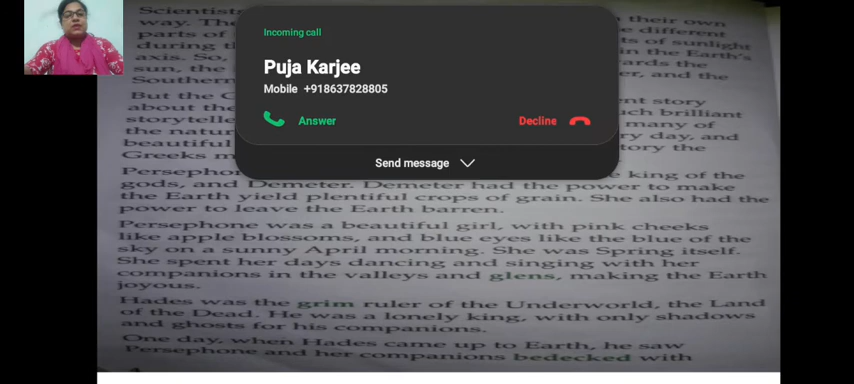 Scientists
their own
way. The
e different
parts of
ts of sunlight
during th
in the Earth's
axis. So,
ards the
sun, the
er, and the
Southern
Incoming call
Puja Karjee
Mobile +918637828805
Answer
Decline
Send message
But the G
nt story
about the
uch brilliant
storytelle
many of
the natur
ry day, and
beautiful
tory the
Greeks m
Persephon
e king of the
gods, and Demeter. Demeter had the power to make
the Earth yield plentiful crops of grain. She also had the
power to leave the Earth barren.
Persephone was a beautiful girl, with pink cheeks
like apple blossoms, and blue eyes like the blue of the
sky on a sunny April morning. She was Spring itself.
She spent her days dancing and singing with her
companions in the valleys and glens, making the Earth
joyous.
Hades was the grim ruler of the Underworld, the Land
of the Dead. He was a lonely king, with only shadows
and ghosts for his companions.
One day, when Hades came up to Earth, he saw
Persephone and her companions bedecked with